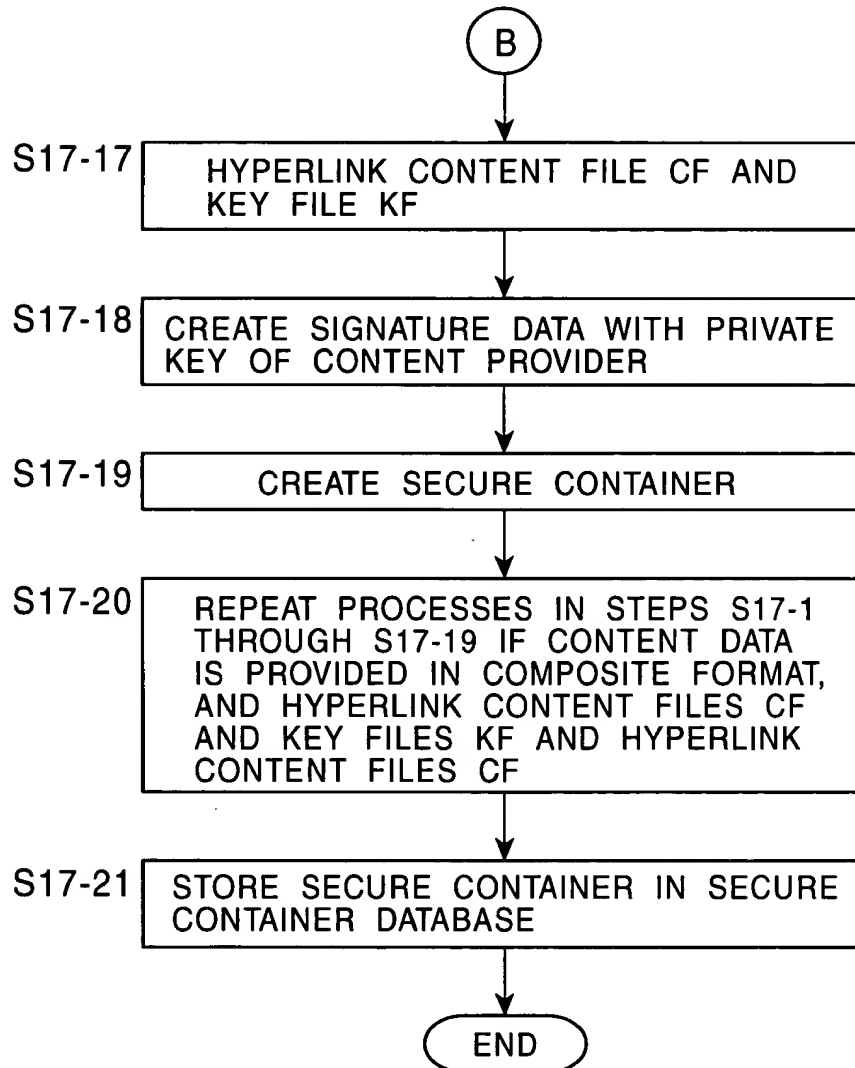 B
S17-17
HYPERLINK CONTENT FILE CF AND
KEY FILE KF
S17-18
CREATE SIGNATURE DATA WITH PRIVATE
KEY OF CONTENT PROVIDER
S17-19
CREATE SECURE CONTAINER
S17-20
REPEAT PROCESSES IN STEPS S17-1
THROUGH S17-19 IF CONTENT DATA
IS PROVIDED IN COMPOSITE FORMAT,
AND HYPERLINK CONTENT FILES CF
AND KEY FILES KF AND HYPERLINK
CONTENT FILES CF
S17-21
STORE SECURE CONTAINER IN SECURE
CONTAINER DATABASE
END